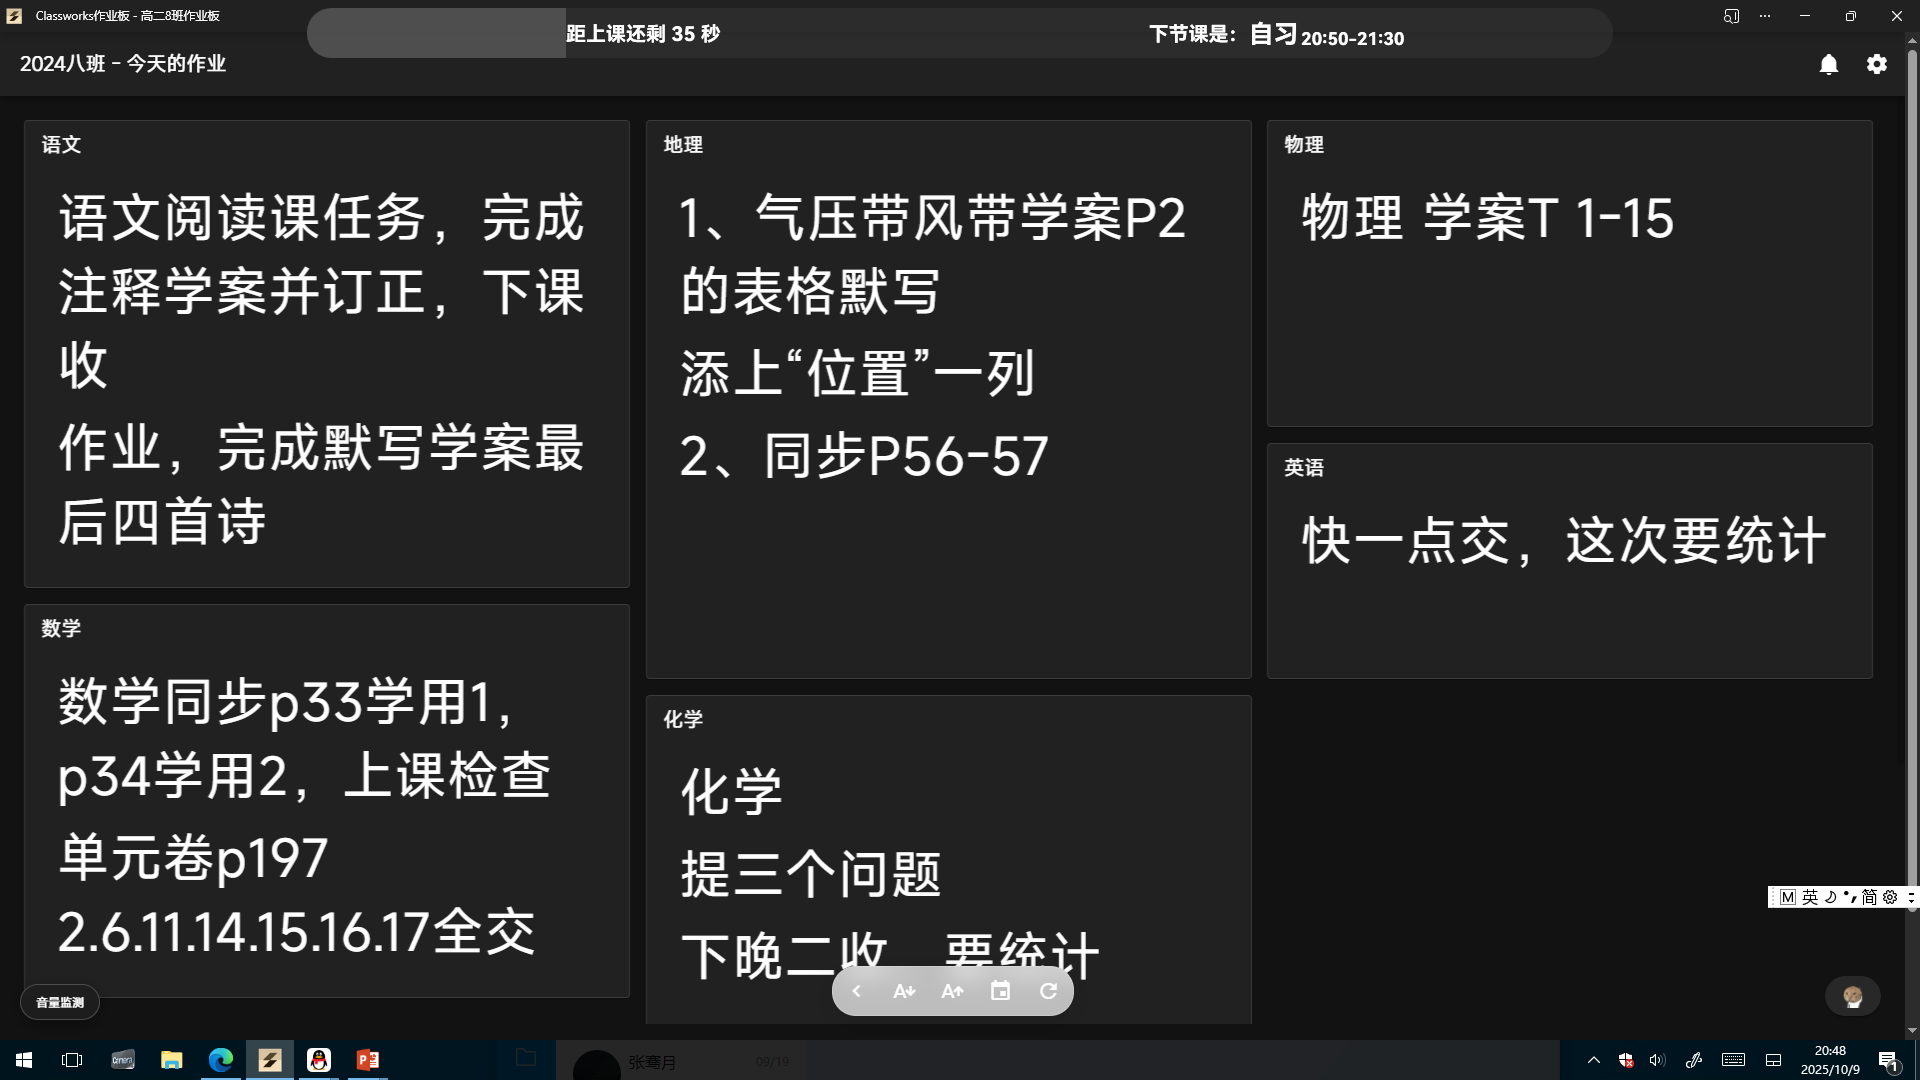 Classworks作业板 - 高二8班作业板
距上课还剩 35 秒
下节课是：自习 20:50-21:30
2024八班 - 今天的作业
语文
语文阅读课任务，完成
注释学案并订正，下课
收
作业，完成默写学案最
后四首诗
数学
数学同步p33学用1，
p34学用2，上课检查
单元卷p197
2.6.11.14.15.16.17全交
地理
1、气压带风带学案P2
的表格默写
添上“位置”一列
2、同步P56-57
化学
化学
提三个问题
下晚二收 要统计
物理
物理 学案T 1-15
英语
快一点交，这次要统计
音量监测
M 英 简
张骞月 09/19
20:48
2025/10/9
1